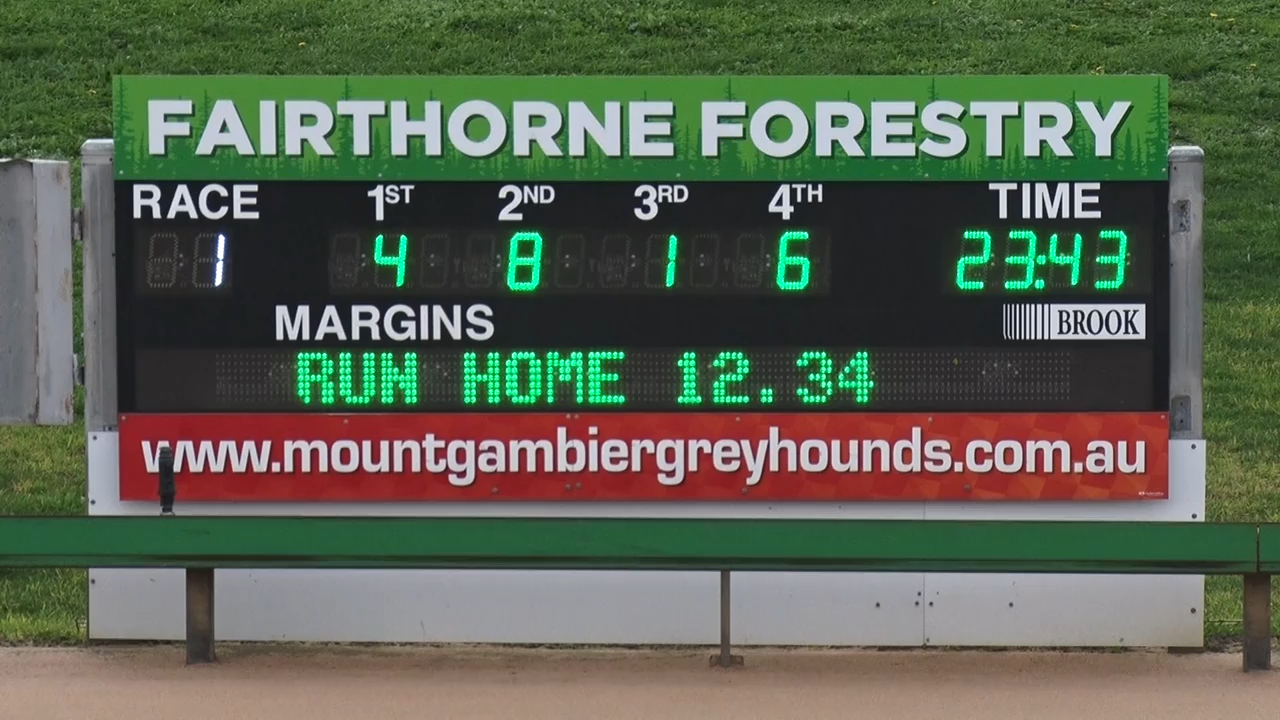 FAIRTHORNE FORESTRY
RACE 1ST 2ND 3RD 4TH TIME
1 4 8 1 6 23:43
MARGINS BROOK
RUN HOME 12.34
www.mountgambiergreyhounds.com.au